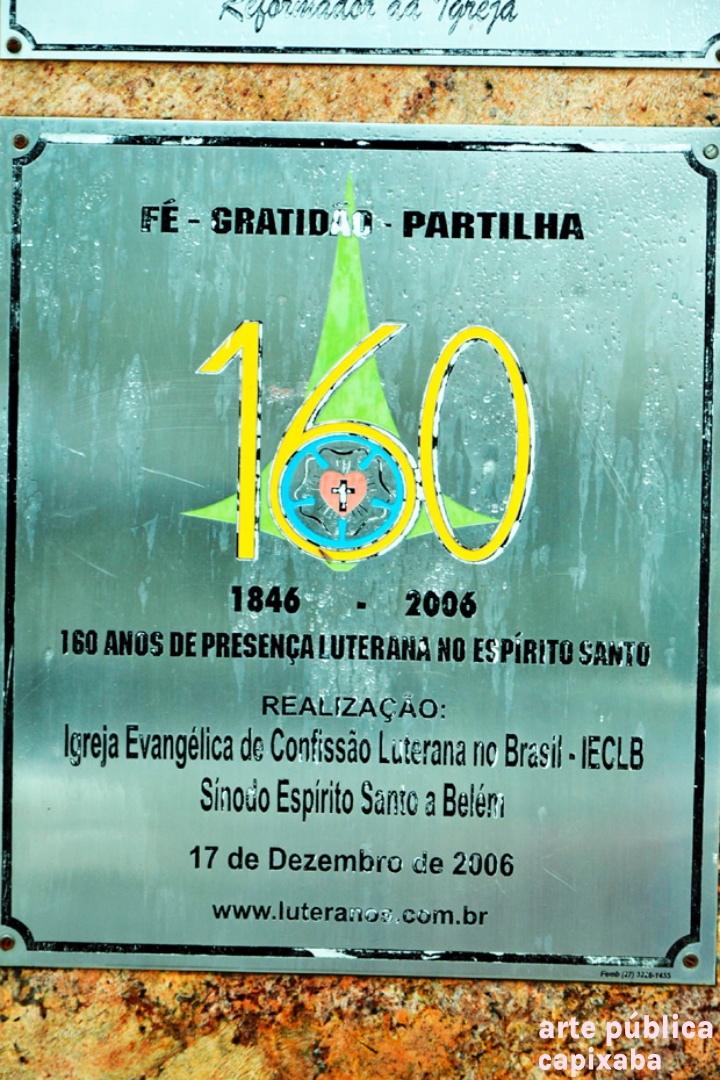 Reformador da Igreja
FÉ - GRATIDÃO - PARTILHA
160
1846 - 2006
160 ANOS DE PRESENÇA LUTERANA NO ESPÍRITO SANTO
REALIZAÇÃO:
Igreja Evangélica de Confissão Luterana no Brasil - IECLB
Sínodo Espírito Santo a Belém
17 de Dezembro de 2006
www.luteranos.com.br
arte pública
capixaba